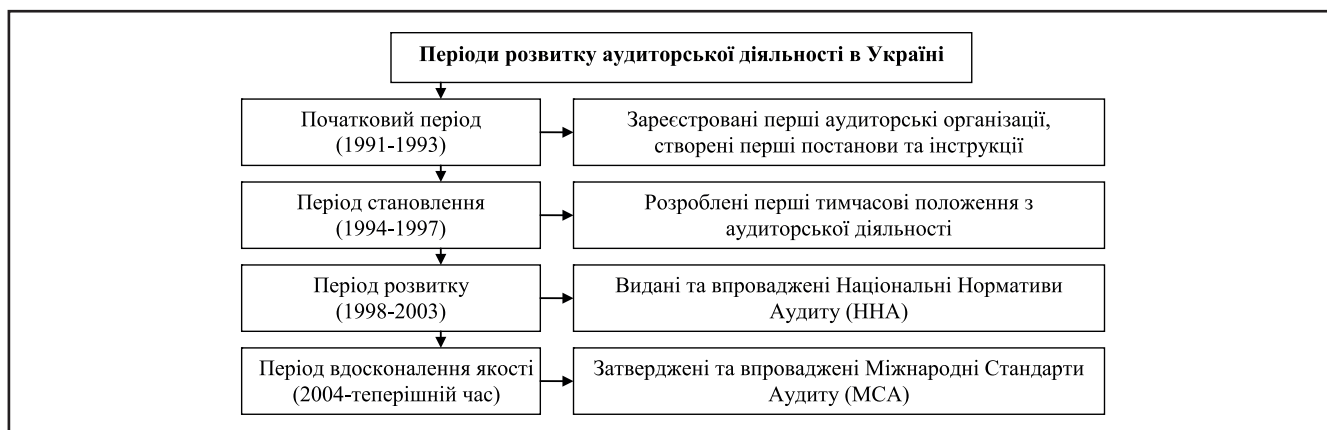 Періоди розвитку аудиторської діяльності в Україні
Початковий період
(1991-1993)
Зареєстровані перші аудиторські організації,
створені перші постанови та інструкції
Період становлення
(1994-1997)
Розроблені перші тимчасові положення з
аудиторської діяльності
Період розвитку
(1998-2003)
Видані та впроваджені Національні Нормативи
Аудиту (ННА)
Період вдосконалення якості
(2004-теперішній час)
Затверджені та впроваджені Міжнародні Стандарти
Аудиту (МСА)